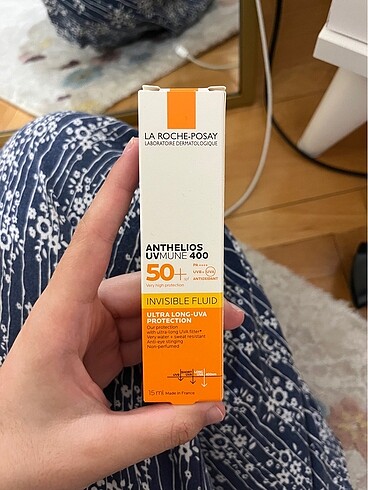 LA ROCHE-POSAY
LABORATOIRE DERMATOLOGIQUE
ANTHELIOS
UVMUNE 400
50+
PA++++
UVB + UVA
ANTIOXIDANT
Very high protection
INVISIBLE FLUID
ULTRA LONG-UVA
PROTECTION
Our protection
with ultra-long UVA filter*
Very water + sweat resistant
Anti-eye stinging
Non-perfumed
15 ml Made in France